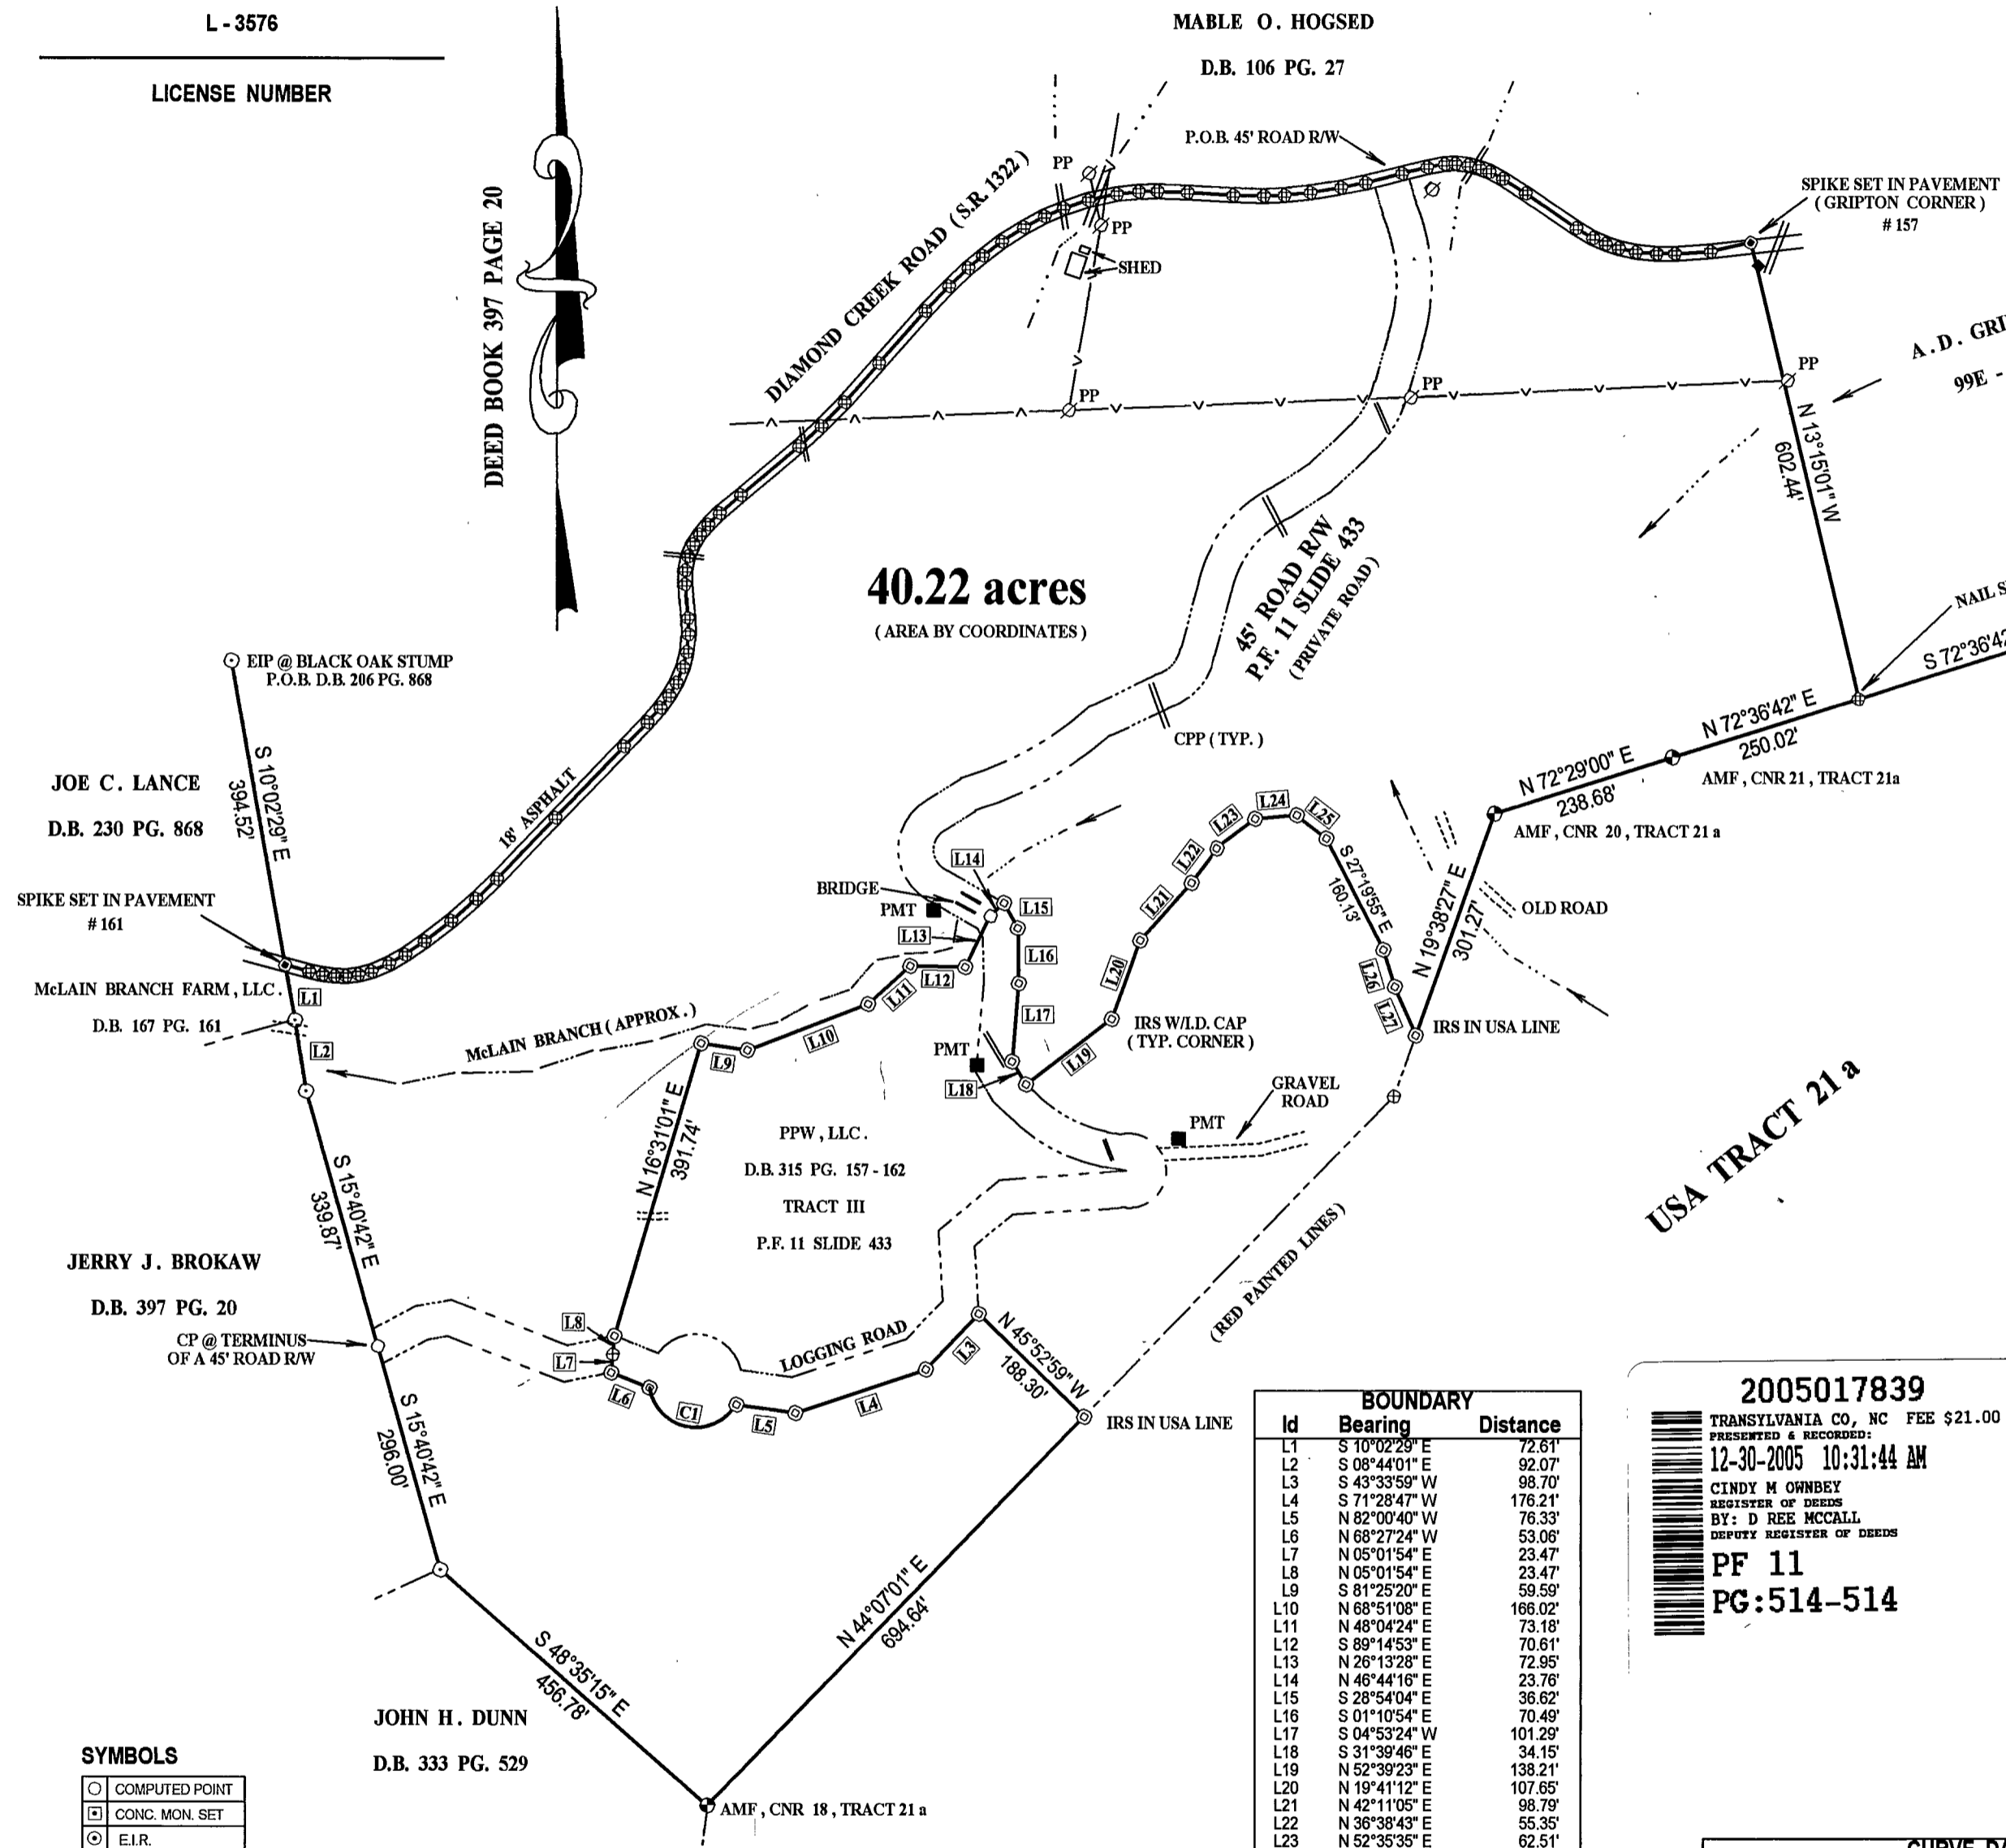 L - 3576
LICENSE NUMBER
DEED BOOK 397 PAGE 20
MABLE O. HOGSED
D.B. 106 PG. 27
P.O.B. 45' ROAD R/W
PP
PP
SHED
PP
PP
PP
SPIKE SET IN PAVEMENT
( GRIPTON CORNER )
# 157
DIAMOND CREEK ROAD ( S.R. 1322 )
A.D. GRI
99E -
N 13°15'01" W
602.44'
40.22 acres
( AREA BY COORDINATES )
45' ROAD R/W
P.F. 11 SLIDE 433
( PRIVATE ROAD )
NAIL S
S 72°36'42
N 72°36'42" E
250.02'
AMF , CNR 21 , TRACT 21a
N 72°29'00" E
238.68'
AMF , CNR 20 , TRACT 21 a
EIP @ BLACK OAK STUMP
P.O.B. D.B. 206 PG. 868
S 10°02'29" E
394.52'
JOE C. LANCE
D.B. 230 PG. 868
18' ASPHALT
CPP ( TYP. )
SPIKE SET IN PAVEMENT
# 161
McLAIN BRANCH FARM , LLC.
D.B. 167 PG. 161
L1
L2
McLAIN BRANCH ( APPROX. )
BRIDGE
PMT
L14
L13
L15
L16
L12
L11
L10
L9
L17
PMT
L18
L19
L20
L21
L22
L23
L24
L25
S 27°19'55" E
160.13'
L26
L27
N 19°38'27" E
301.27'
OLD ROAD
IRS IN USA LINE
IRS W/I.D. CAP
( TYP. CORNER )
GRAVEL
ROAD
PMT
USA TRACT 21 a
( RED PAINTED LINES )
N 16°31'01" E
391.74'
PPW , LLC.
D.B. 315 PG. 157 - 162
TRACT III
P.F. 11 SLIDE 433
S 15°40'42" E
339.87'
JERRY J. BROKAW
D.B. 397 PG. 20
CP @ TERMINUS
OF A 45' ROAD R/W
L8
L7
L6
C1
L5
L4
L3
LOGGING ROAD
N 45°52'59" W
188.30'
IRS IN USA LINE
S 15°40'42" E
296.00'
S 48°35'15" E
456.78'
N 44°07'01" E
694.64'
JOHN H. DUNN
D.B. 333 PG. 529
AMF , CNR 18 , TRACT 21 a
SYMBOLS
COMPUTED POINT
CONC. MON. SET
E.I.R.
BOUNDARY
Id Bearing Distance
L1 S 10°02'29" E 72.61'
L2 S 08°44'01" E 92.07'
L3 S 43°33'59" W 98.70'
L4 S 71°28'47" W 176.21'
L5 N 82°00'40" W 76.33'
L6 N 68°27'24" W 53.06'
L7 N 05°01'54" E 23.47'
L8 N 05°01'54" E 23.47'
L9 S 81°25'20" E 59.59'
L10 N 68°51'08" E 166.02'
L11 N 48°04'24" E 73.18'
L12 S 89°14'53" E 70.61'
L13 N 26°13'28" E 72.95'
L14 N 46°44'16" E 23.76'
L15 S 28°54'04" E 36.62'
L16 S 01°10'54" E 70.49'
L17 S 04°53'24" W 101.29'
L18 S 31°39'46" E 34.15'
L19 N 52°39'23" E 138.21'
L20 N 19°41'12" E 107.65'
L21 N 42°11'05" E 98.79'
L22 N 36°38'43" E 55.35'
L23 N 52°35'35" E 62.51'
2005017839
TRANSYLVANIA CO, NC FEE $21.00
PRESENTED & RECORDED:
12-30-2005 10:31:44 AM
CINDY M OWNBEY
REGISTER OF DEEDS
BY: D REE MCCALL
DEPUTY REGISTER OF DEEDS
PF 11
PG:514-514